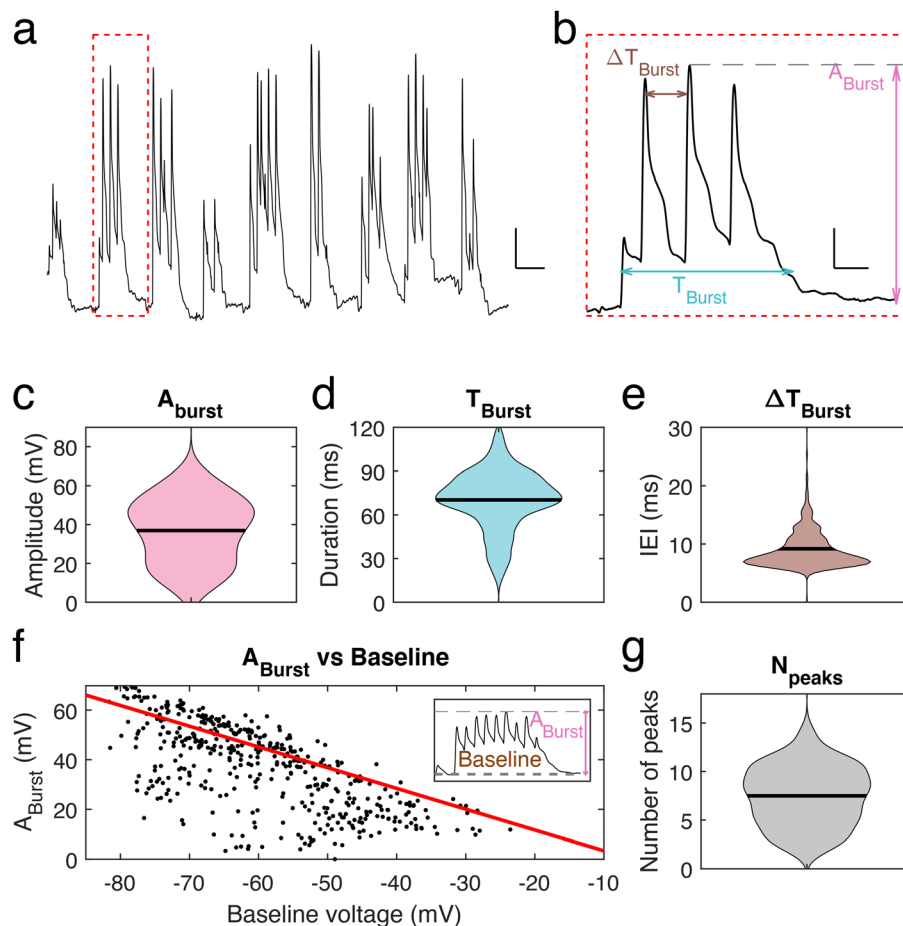 a
b
ΔT_Burst
A_Burst
T_Burst
c
A_burst
Amplitude (mV)
80
60
40
20
0
d
T_Burst
Duration (ms)
120
90
60
30
0
e
ΔT_Burst
IEI (ms)
30
20
10
0
f
A_Burst vs Baseline
A_Burst (mV)
60
40
20
0
A_Burst
Baseline
-80 -70 -60 -50 -40 -30 -20 -10
Baseline voltage (mV)
g
N_peaks
Number of peaks
15
10
5
0